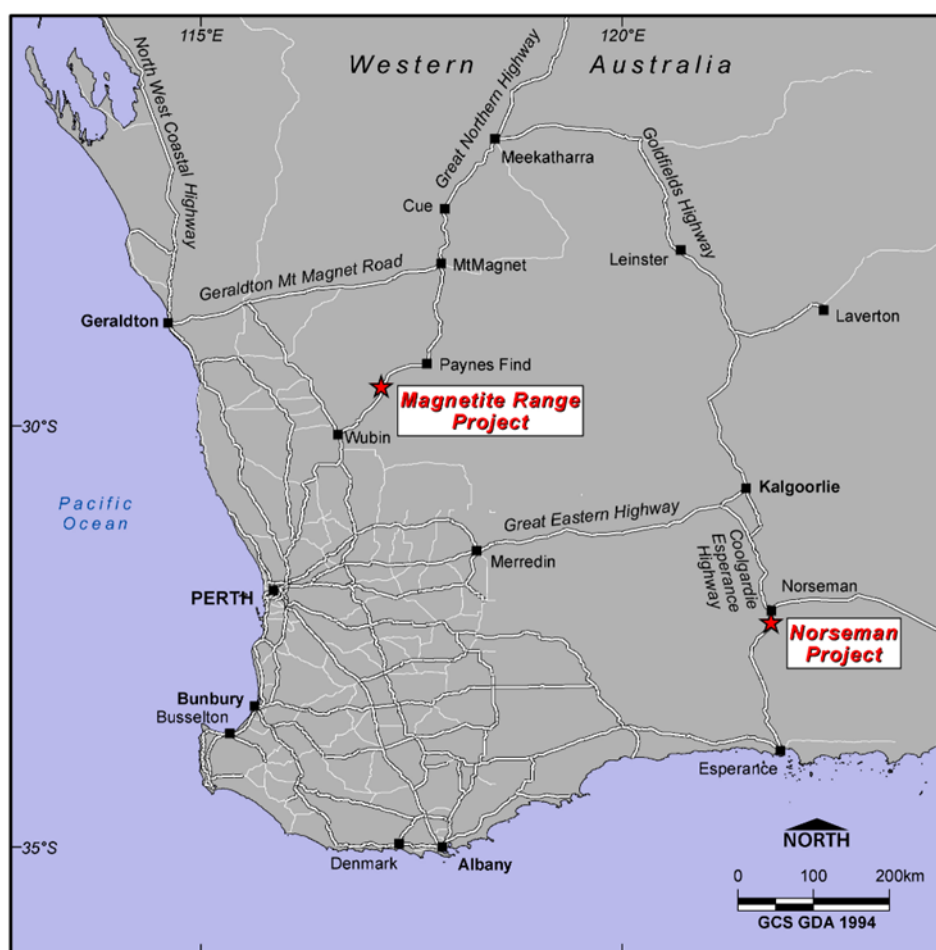 115°E
120°E
Western Australia
North West Coastal Highway
Great Northern Highway
Goldfields Highway
Meekatharra
Cue
Leinster
Geraldton Mt Magnet Road
MtMagnet
Geraldton
Laverton
Paynes Find
Magnetite Range
Project
30°S
Wubin
Kalgoorlie
Pacific
Ocean
Great Eastern Highway
Merredin
Coolgardie
Esperance
Highway
Norseman
PERTH
Norseman
Project
Bunbury
Busselton
Esperance
NORTH
35°S
Denmark
Albany
0 100 200km
GCS GDA 1994